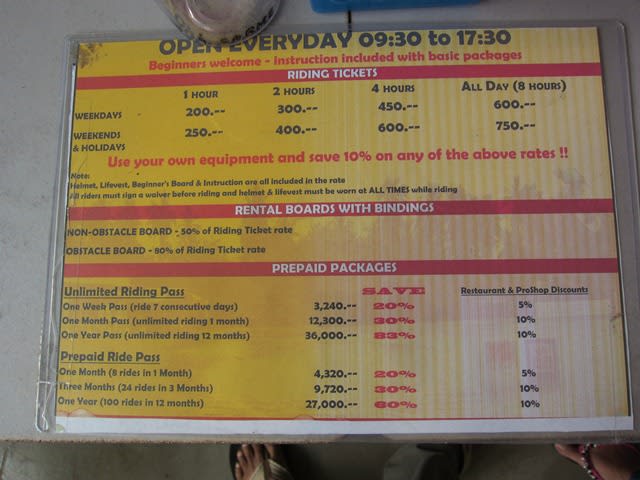 OPEN EVERYDAY 09:30 to 17:30
Beginners welcome - Instruction included with basic packages
RIDING TICKETS
1 HOUR 2 HOURS 4 HOURS ALL DAY (8 HOURS)
WEEKDAYS 200.-- 300.-- 450.-- 600.--
WEEKENDS & HOLIDAYS 250.-- 400.-- 600.-- 750.--
Use your own equipment and save 10% on any of the above rates !!
Note:
Helmet, Lifevest, Beginner's Board & Instruction are all included in the rate
All riders must sign a waiver before riding and helmet & lifevest must be worn at ALL TIMES while riding
RENTAL BOARDS WITH BINDINGS
NON-OBSTACLE BOARD - 50% of Riding Ticket rate
OBSTACLE BOARD - 80% of Riding Ticket rate
PREPAID PACKAGES
Unlimited Riding Pass SAVE Restaurant & ProShop Discounts
One Week Pass (ride 7 consecutive days) 3,240.-- 20% 5%
One Month Pass (unlimited riding 1 month) 12,300.-- 30% 10%
One Year Pass (unlimited riding 12 months) 36,000.-- 83% 10%
Prepaid Ride Pass
One Month (8 rides in 1 Month) 4,320.-- 20% 5%
Three Months (24 rides in 3 Months) 9,720.-- 30% 10%
One Year (100 rides in 12 months) 27,000.-- 60% 10%